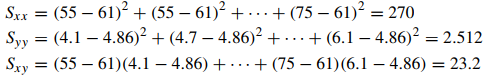 Sxx = (55 − 61)² + (55 − 61)² + · · · + (75 − 61)² = 270
Syy = (4.1 − 4.86)² + (4.7 − 4.86)² + · · · + (6.1 − 4.86)² = 2.512
Sxy = (55 − 61)(4.1 − 4.86) + · · · + (75 − 61)(6.1 − 4.86) = 23.2